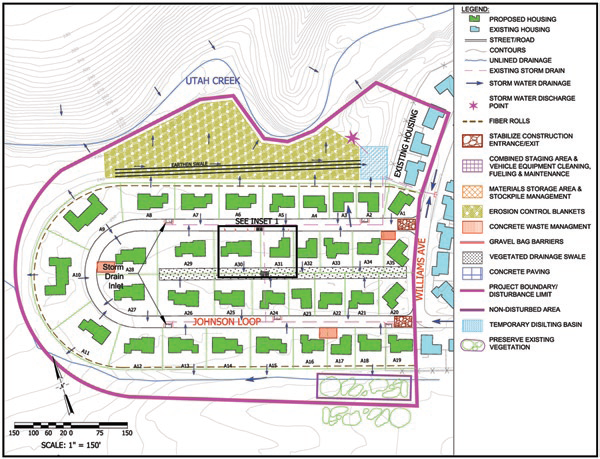 UTAH CREEK
EXISTING HOUSING
EARTHEN SWALE
A8
A7
A6
A5
A4
A3
A2
A1
SEE INSET 1
A9
A29
A30
A31
A32
A33
A34
A35
WILLIAMS AVE
A10
Storm
Drain
Inlet
A28
A27
A26
A25
A24
A23
A22
A21
A20
JOHNSON LOOP
A11
A12
A13
A14
A15
A16
A17
A18
A19
150 100 50 20 0 75 150
SCALE: 1" = 150'
LEGEND:
PROPOSED HOUSING
EXISTING HOUSING
STREET/ROAD
CONTOURS
UNLINED DRAINAGE
EXISTING STORM DRAIN
STORM WATER DRAINAGE
STORM WATER DISCHARGE
POINT
FIBER ROLLS
STABILIZE CONSTRUCTION
ENTRANCE/EXIT
COMBINED STAGING AREA &
VEHICLE EQUIPMENT CLEANING,
FUELING & MAINTENANCE
MATERIALS STORAGE AREA &
STOCKPILE MANAGEMENT
EROSION CONTROL BLANKETS
CONCRETE WASTE MANAGMENT
GRAVEL BAG BARRIERS
VEGETATED DRAINAGE SWALE
CONCRETE PAVING
PROJECT BOUNDARY/
DISTURBANCE LIMIT
NON-DISTURBED AREA
TEMPORARY DISILTING BASIN
PRESERVE EXISTING
VEGETATION